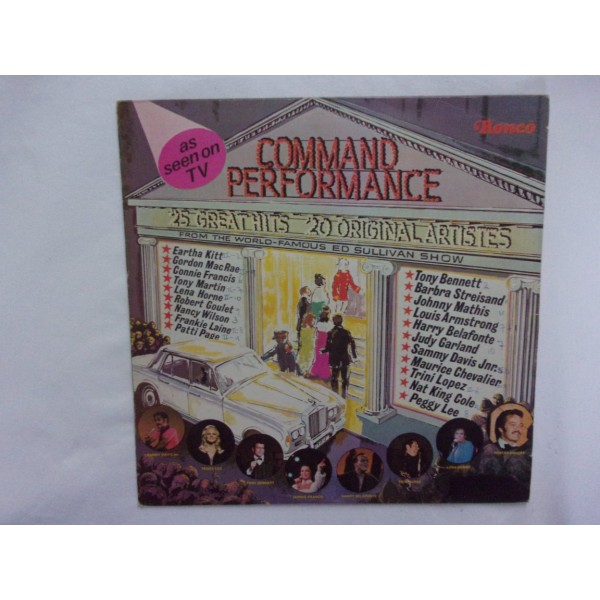 Ronco
as
seen on
TV
COMMAND
PERFORMANCE
25 GREAT HITS 20 ORIGINAL ARTISTES
FROM THE WORLD-FAMOUS ED SULLIVAN SHOW
★ Eartha Kitt
★ Gordon MacRae
★ Connie Francis
★ Tony Martin
★ Lena Horne
★ Robert Goulet
★ Nancy Wilson
★ Frankie Laine
★ Patti Page
★ Tony Bennett
★ Barbra Streisand
★ Johnny Mathis
★ Louis Armstrong
★ Harry Belafonte
★ Judy Garland
★ Sammy Davis Jnr.
★ Maurice Chevalier
★ Trini Lopez
★ Nat King Cole
★ Peggy Lee